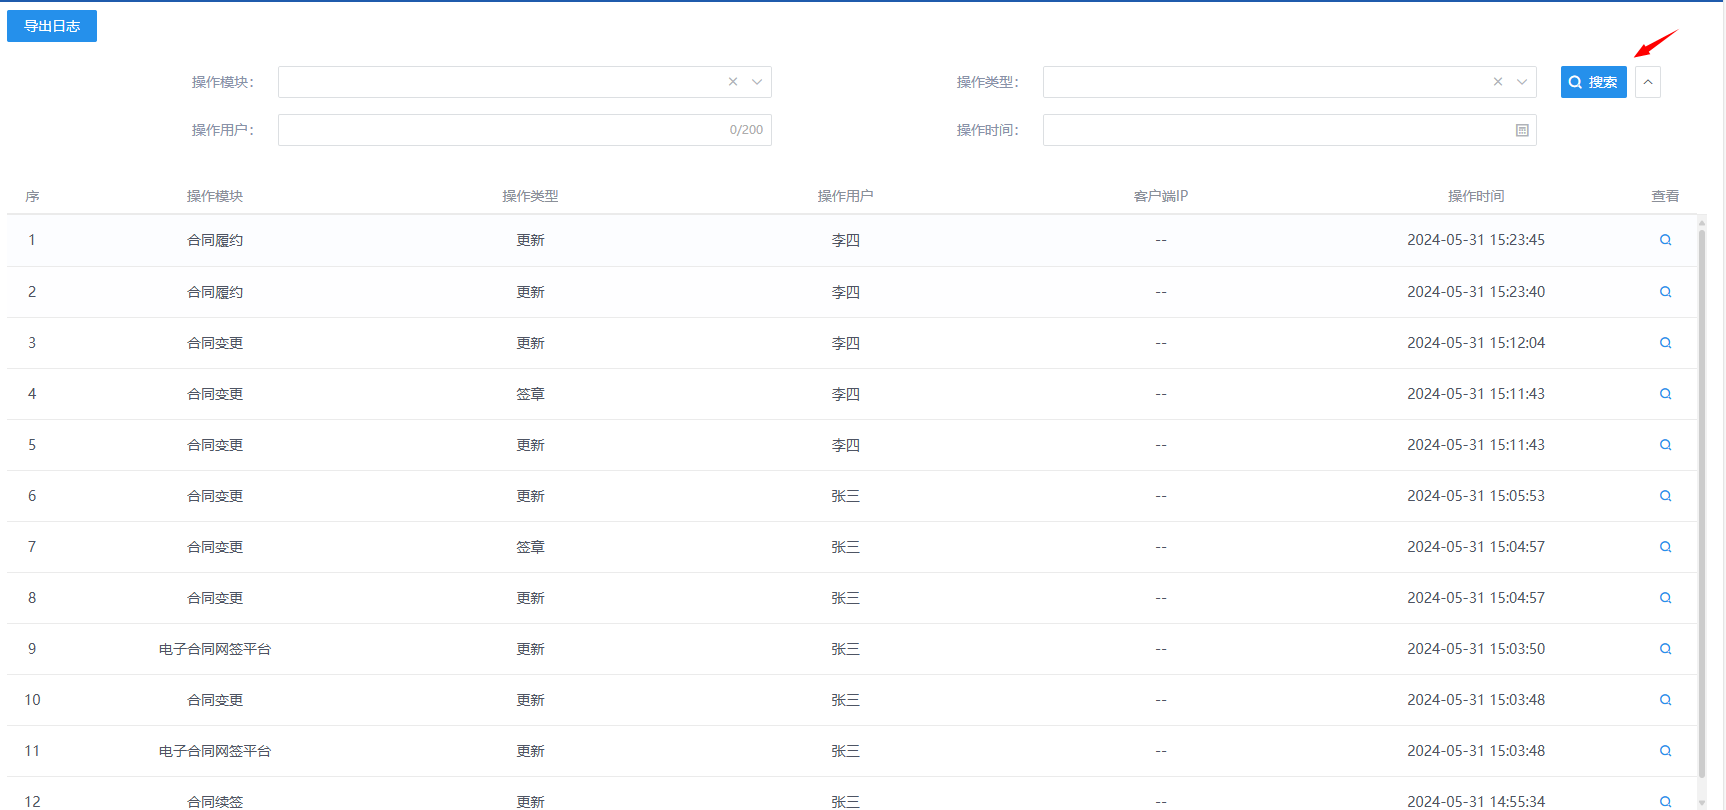 导出日志
操作模块： 操作类型： 搜索
操作用户： 0/200 操作时间：
序 操作模块 操作类型 操作用户 客户端IP 操作时间 查看
1 合同履约 更新 李四 -- 2024-05-31 15:23:45
2 合同履约 更新 李四 -- 2024-05-31 15:23:40
3 合同变更 更新 李四 -- 2024-05-31 15:12:04
4 合同变更 签章 李四 -- 2024-05-31 15:11:43
5 合同变更 更新 李四 -- 2024-05-31 15:11:43
6 合同变更 更新 张三 -- 2024-05-31 15:05:53
7 合同变更 签章 张三 -- 2024-05-31 15:04:57
8 合同变更 更新 张三 -- 2024-05-31 15:04:57
9 电子合同网签平台 更新 张三 -- 2024-05-31 15:03:50
10 合同变更 更新 张三 -- 2024-05-31 15:03:48
11 电子合同网签平台 更新 张三 -- 2024-05-31 15:03:48
12 合同续签 更新 张三 -- 2024-05-31 14:55:34